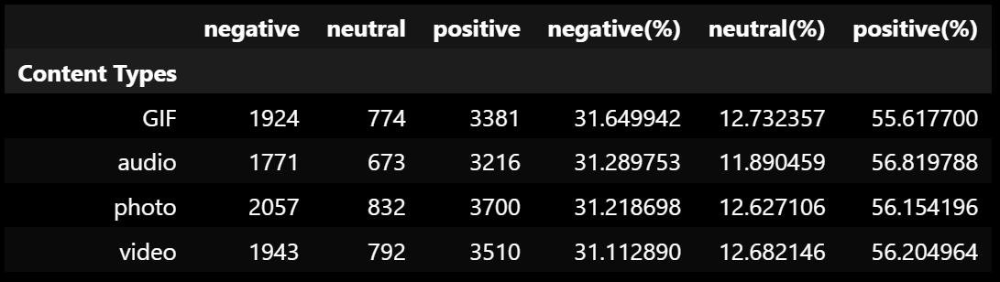 negative neutral positive negative(%) neutral(%) positive(%)
Content Types
GIF 1924 774 3381 31.649942 12.732357 55.617700
audio 1771 673 3216 31.289753 11.890459 56.819788
photo 2057 832 3700 31.218698 12.627106 56.154196
video 1943 792 3510 31.112890 12.682146 56.204964